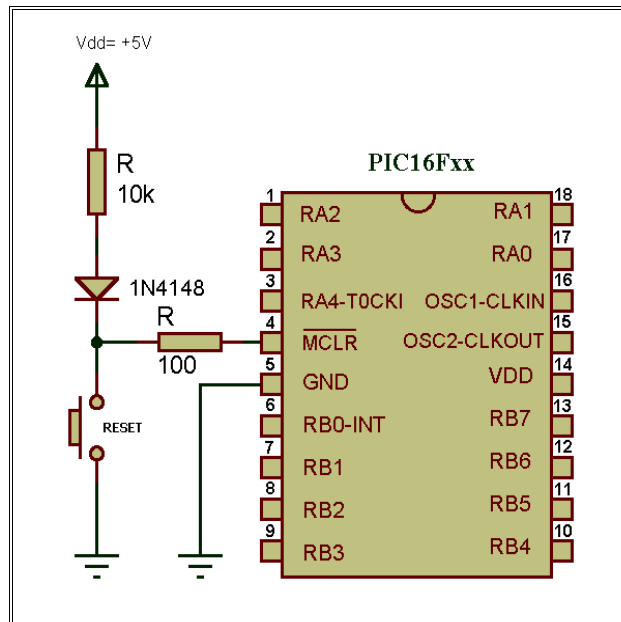 Vdd= +5V
R
10k
1N4148
R
100
RESET
PIC16Fxx
1 RA2
2 RA3
3 RA4-T0CKI
4 MCLR
5 GND
6 RB0-INT
7 RB1
8 RB2
9 RB3
RA1 18
RA0 17
OSC1-CLKIN 16
OSC2-CLKOUT 15
VDD 14
RB7 13
RB6 12
RB5 11
RB4 10